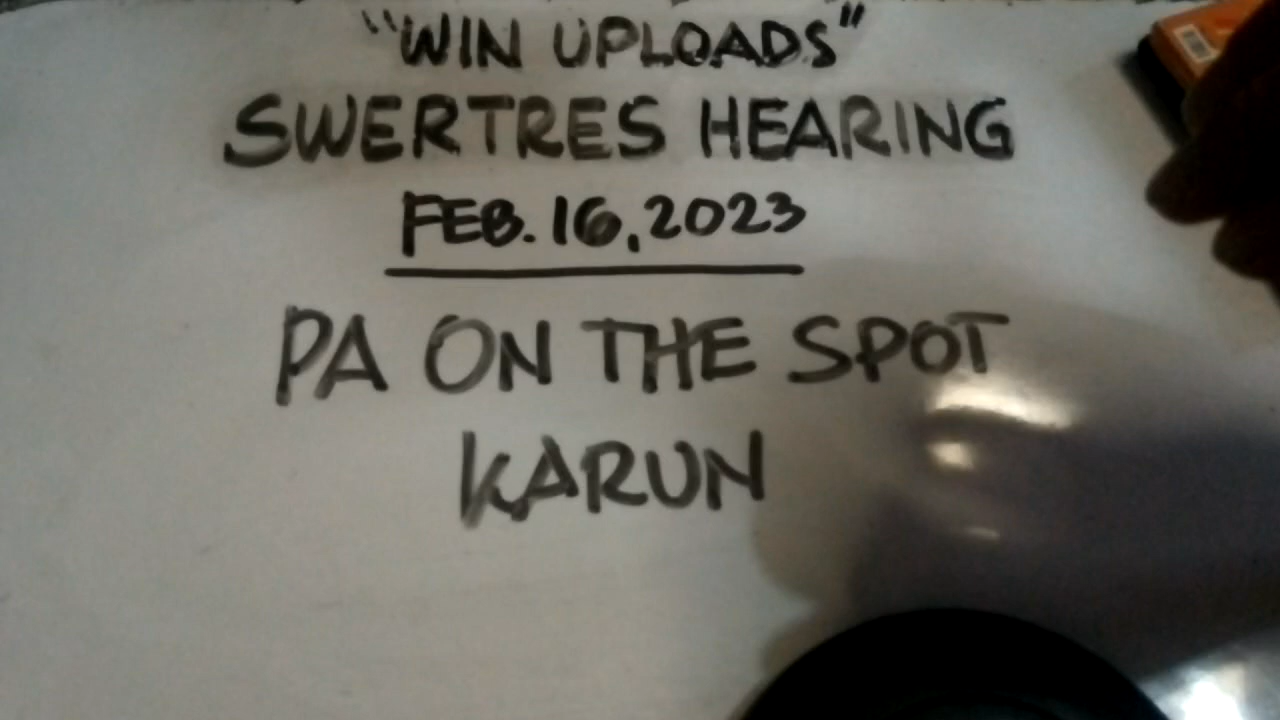 "WIN UPLOADS"
SWERTRES HEARING
FEB. 16, 2023
PA ON THE SPOT
KARUN